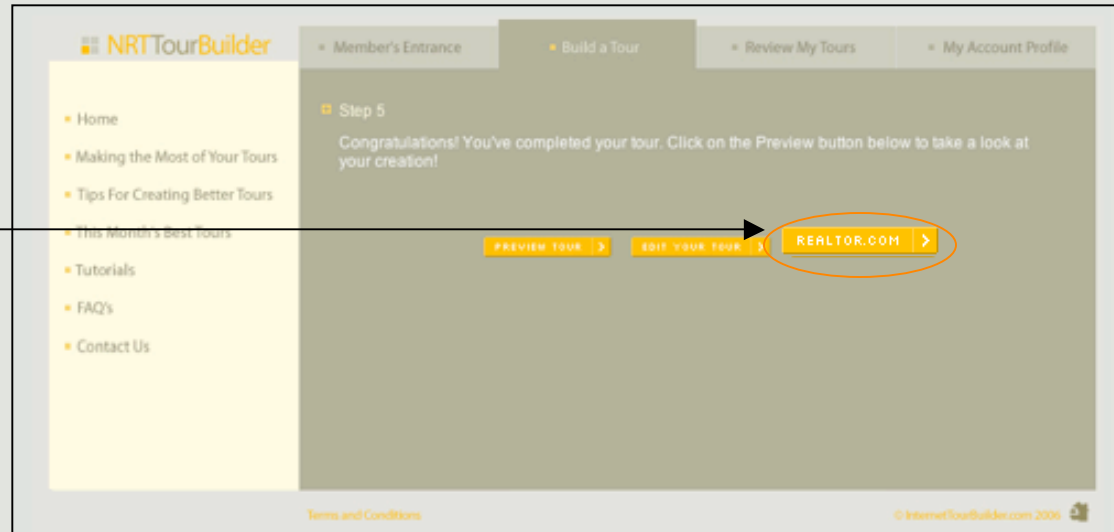 NRTTourBuilder
Member's Entrance
Build a Tour
Review My Tours
My Account Profile
Home
Making the Most of Your Tours
Tips For Creating Better Tours
This Month's Best Tours
Tutorials
FAQ's
Contact Us
Step 5
Congratulations! You've completed your tour. Click on the Preview button below to take a look at
your creation!
PREVIEW TOUR
EDIT YOUR TOUR
REALTOR.COM
Terms and Conditions
© InternetTourBuilder.com 2006